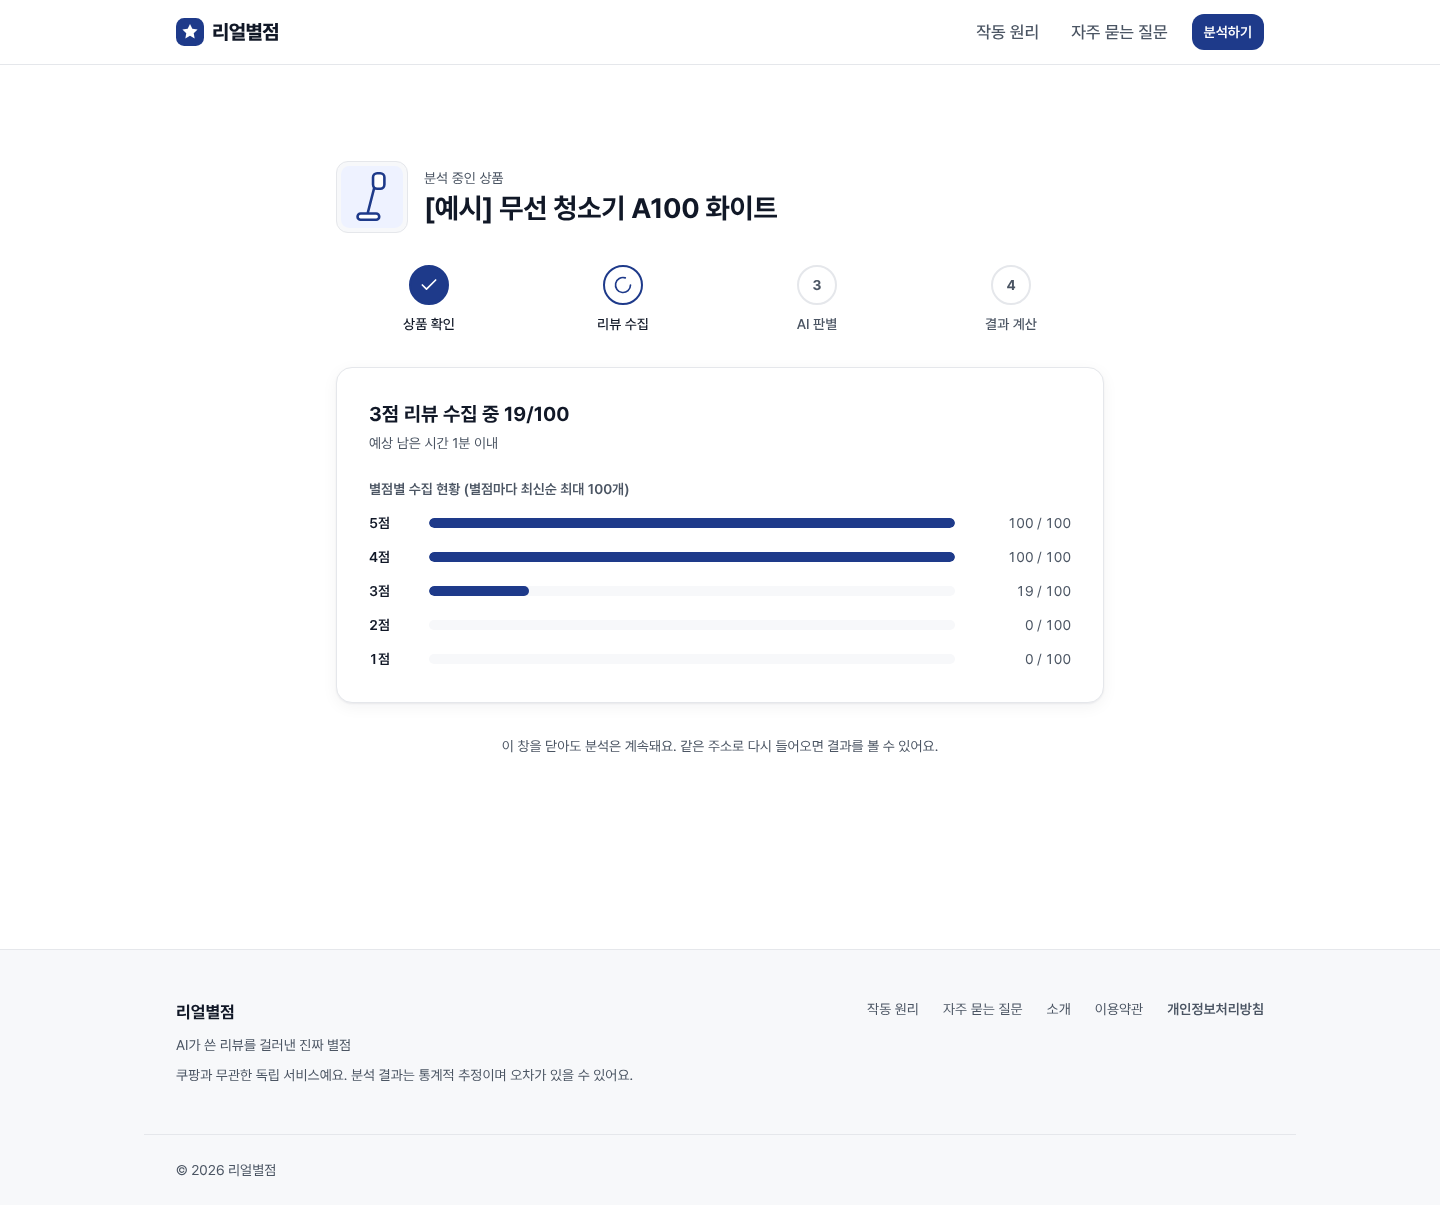 리얼별점
작동 원리
자주 묻는 질문
분석하기
분석 중인 상품
[예시] 무선 청소기 A100 화이트
3
4
상품 확인
리뷰 수집
AI 판별
결과 계산
3점 리뷰 수집 중 19/100
예상 남은 시간 1분 이내
별점별 수집 현황 (별점마다 최신순 최대 100개)
5점 100 / 100
4점 100 / 100
3점 19 / 100
2점 0 / 100
1점 0 / 100
이 창을 닫아도 분석은 계속돼요. 같은 주소로 다시 들어오면 결과를 볼 수 있어요.
리얼별점
AI가 쓴 리뷰를 걸러낸 진짜 별점
쿠팡과 무관한 독립 서비스예요. 분석 결과는 통계적 추정이며 오차가 있을 수 있어요.
작동 원리
자주 묻는 질문
소개
이용약관
개인정보처리방침
© 2026 리얼별점